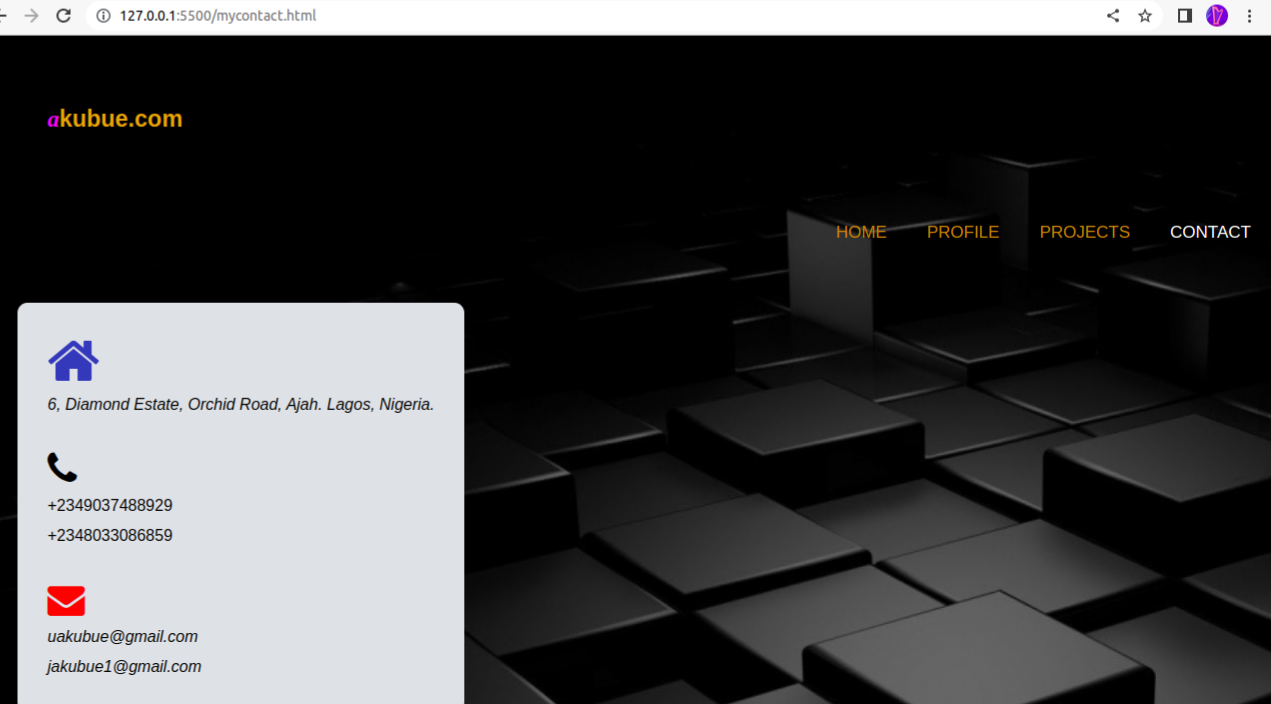 127.0.0.1:5500/mycontact.html
akubue.com
HOME PROFILE PROJECTS CONTACT
6, Diamond Estate, Orchid Road, Ajah. Lagos, Nigeria.
+2349037488929
+2348033086859
uakubue@gmail.com
jakubue1@gmail.com